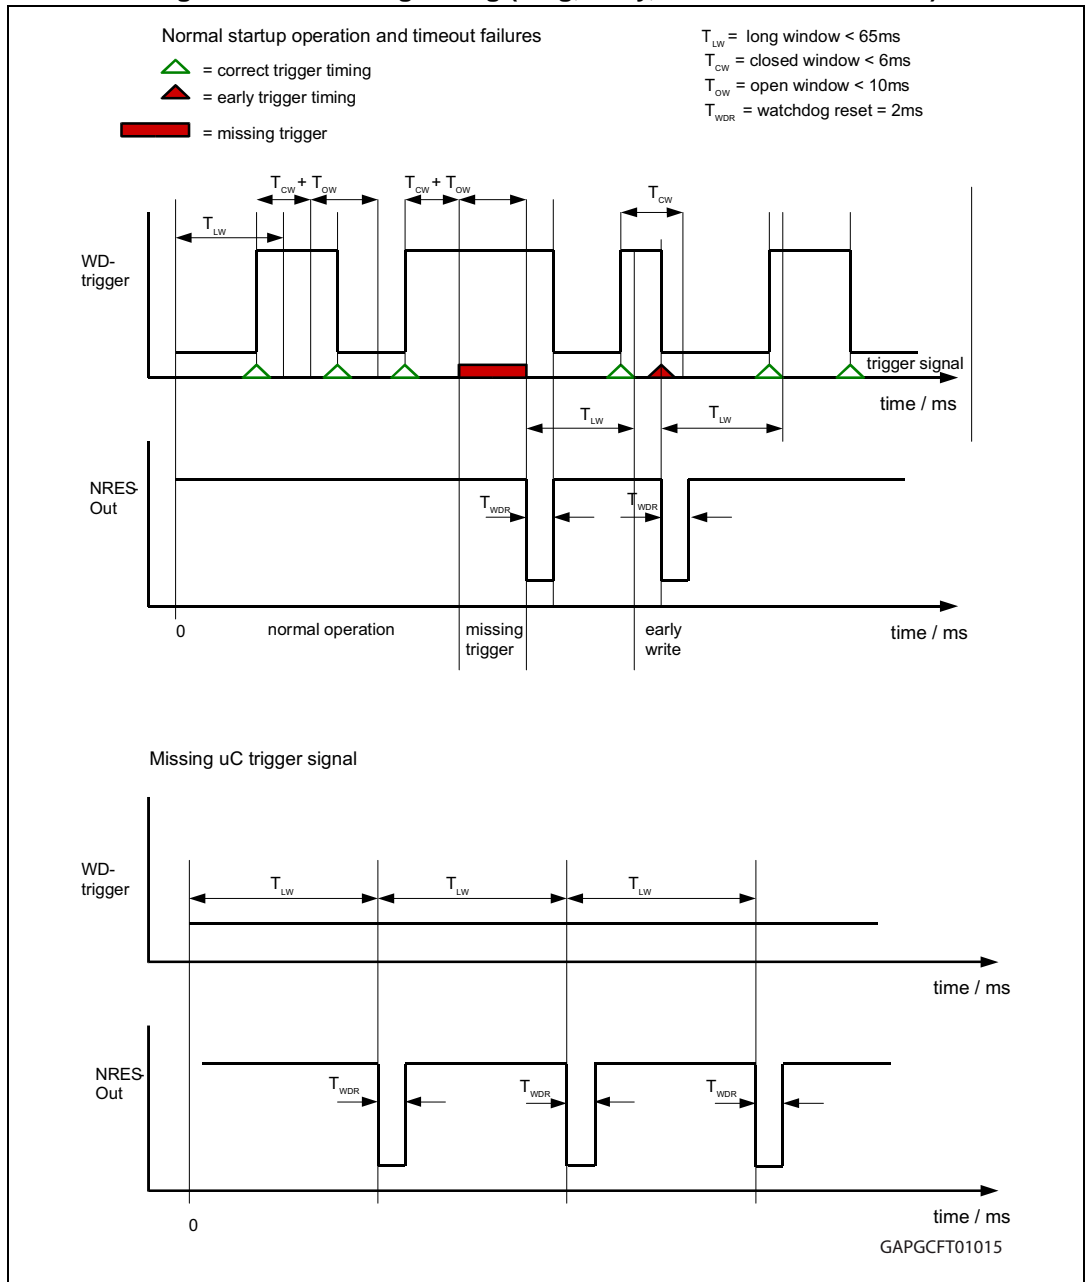 Normal startup operation and timeout failures
= correct trigger timing
= early trigger timing
= missing trigger
TLW = long window < 65ms
TCW = closed window < 6ms
TOW = open window < 10ms
TWDR = watchdog reset = 2ms
TCW + TOW
TCW + TOW
TCW
TLW
WD-
trigger
trigger signal
time / ms
TLW
TLW
NRES-
Out
TWDR
TWDR
0
normal operation
missing
trigger
early
write
time / ms
Missing uC trigger signal
WD-
trigger
TLW
TLW
TLW
time / ms
NRES-
Out
TWDR
TWDR
TWDR
0
time / ms
GAPGCFT01015